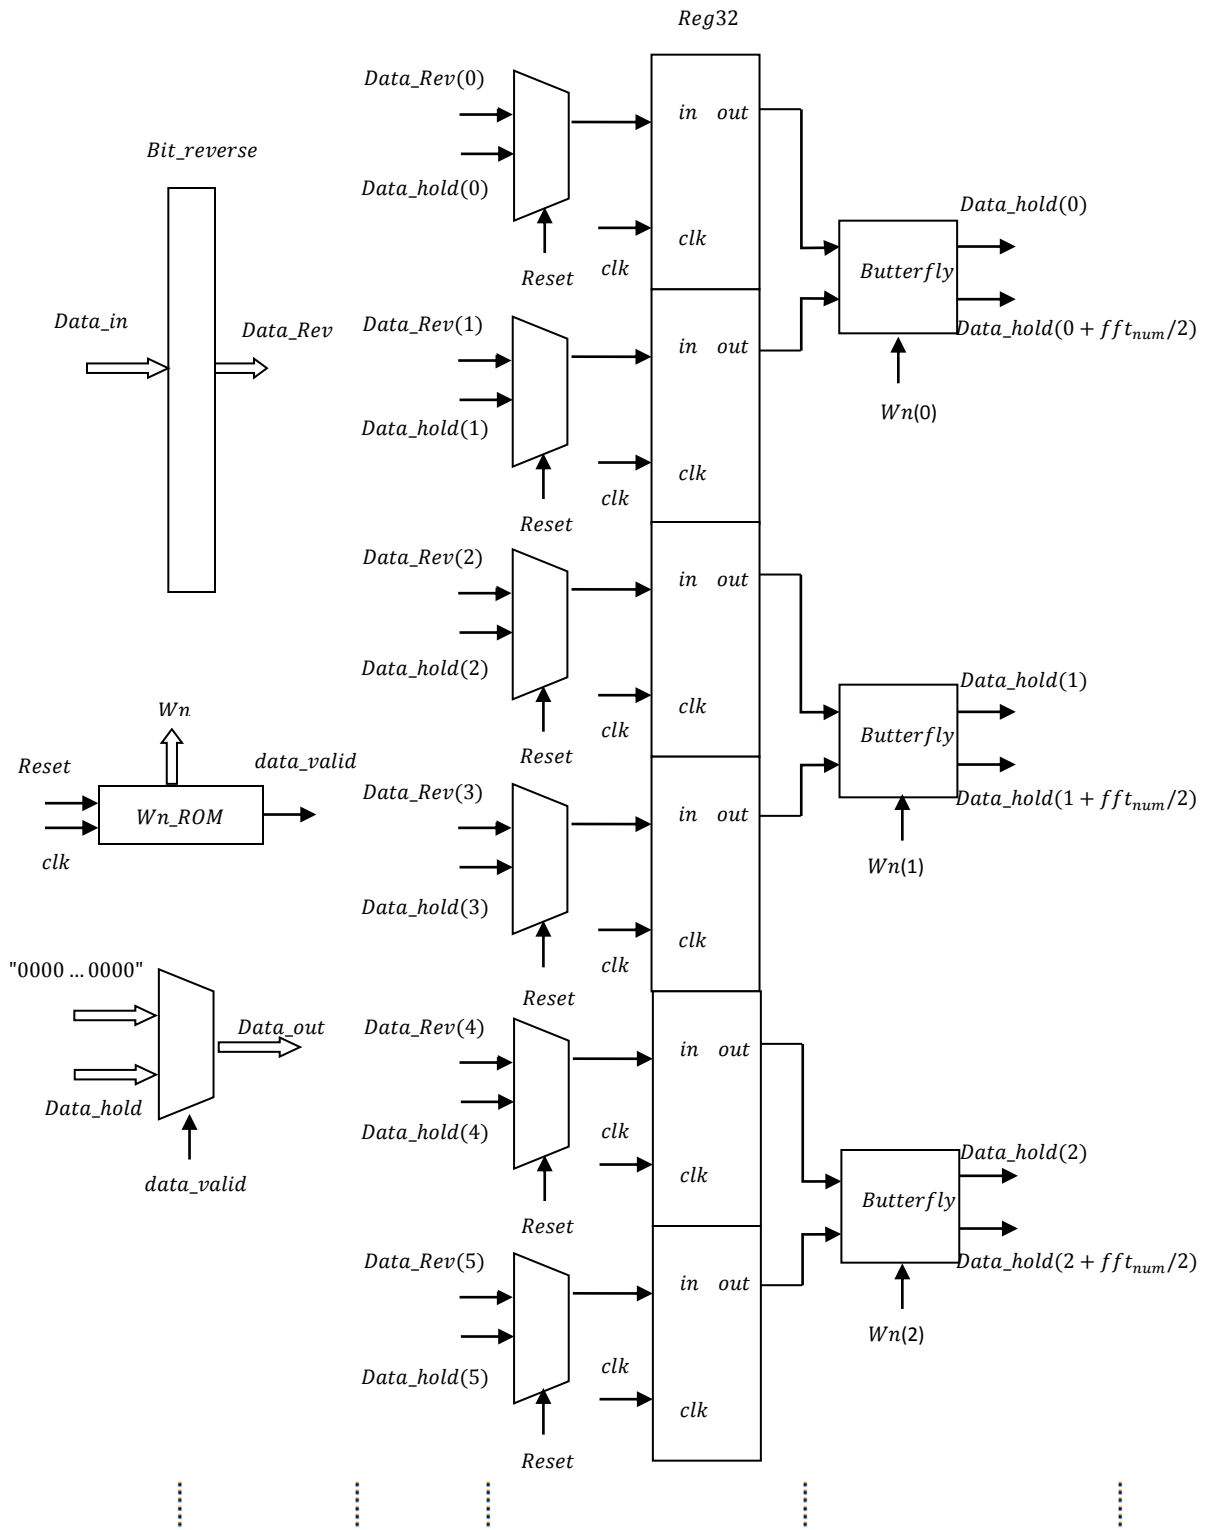 Reg32
Data_Rev(0)
in out
Bit_reverse
Data_hold(0)
Data_hold(0)
clk
Butterfly
Reset
clk
Data_in
Data_Rev
Data_Rev(1)
Data_hold(0 + fft_num/2)
in out
Wn(0)
Data_hold(1)
clk
clk
Reset
Data_Rev(2)
in out
Data_hold(2)
Data_hold(1)
Wn
clk
clk
Butterfly
Reset
Reset
data_valid
Data_Rev(3)
Data_hold(1 + fft_num/2)
Wn_ROM
in out
clk
Wn(1)
Data_hold(3)
clk
clk
"0000 … 0000"
Reset
Data_out
Data_Rev(4)
in out
Data_hold
Data_hold(4)
clk
Data_hold(2)
data_valid
clk
Butterfly
Reset
Data_Rev(5)
Data_hold(2 + fft_num/2)
in out
Wn(2)
Data_hold(5)
clk
clk
Reset